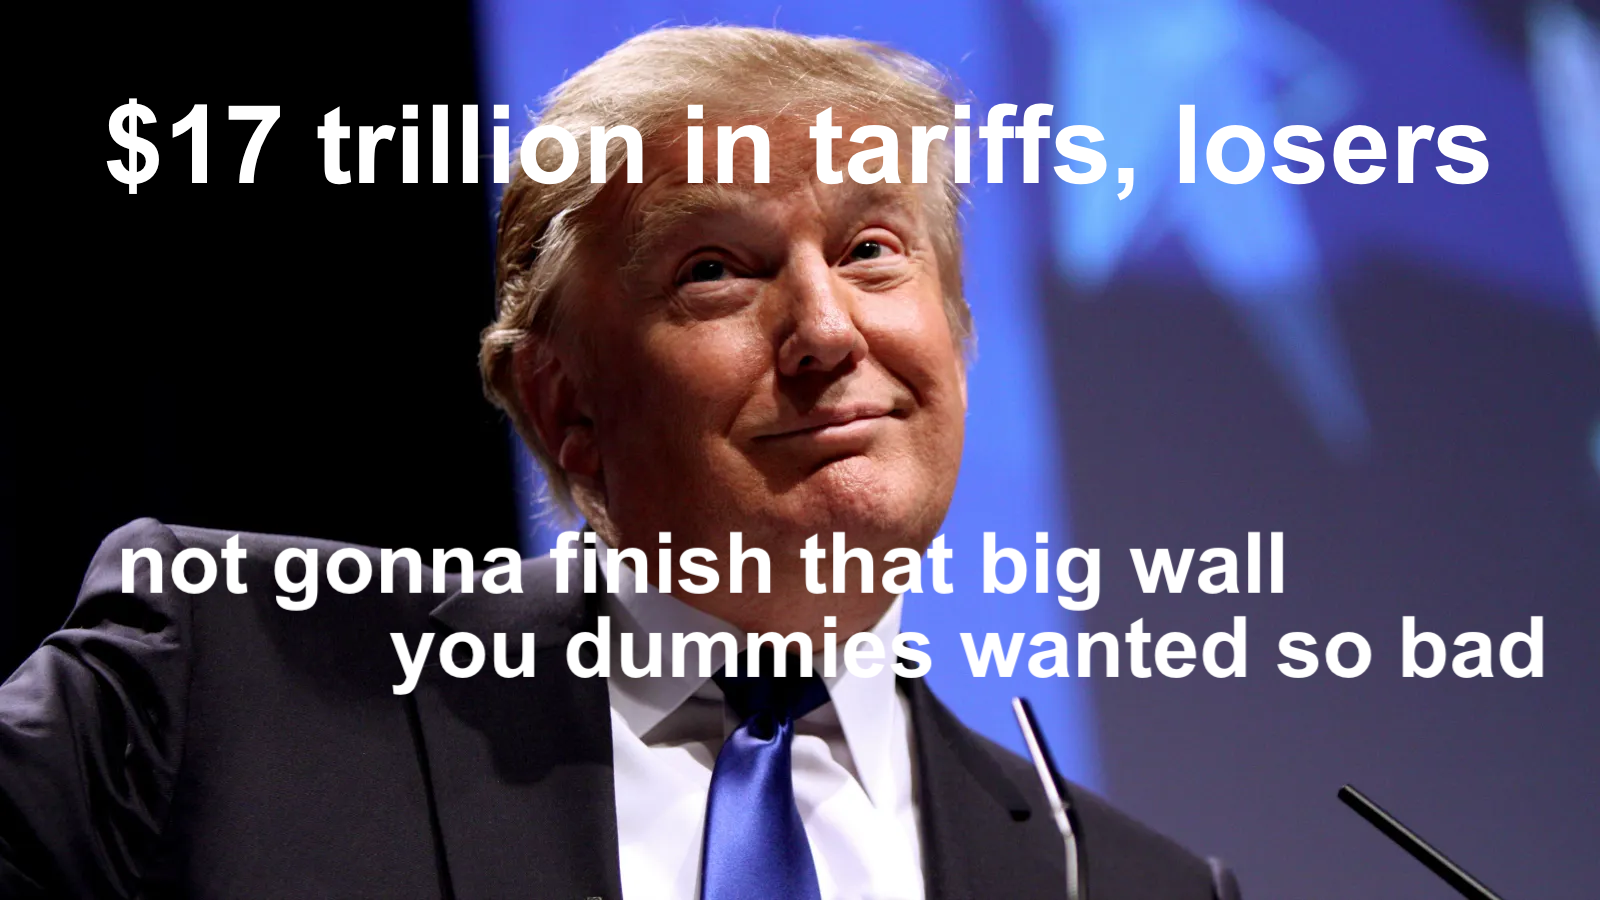 $17 trillion in tariffs, losers
not gonna finish that big wall
you dummies wanted so bad